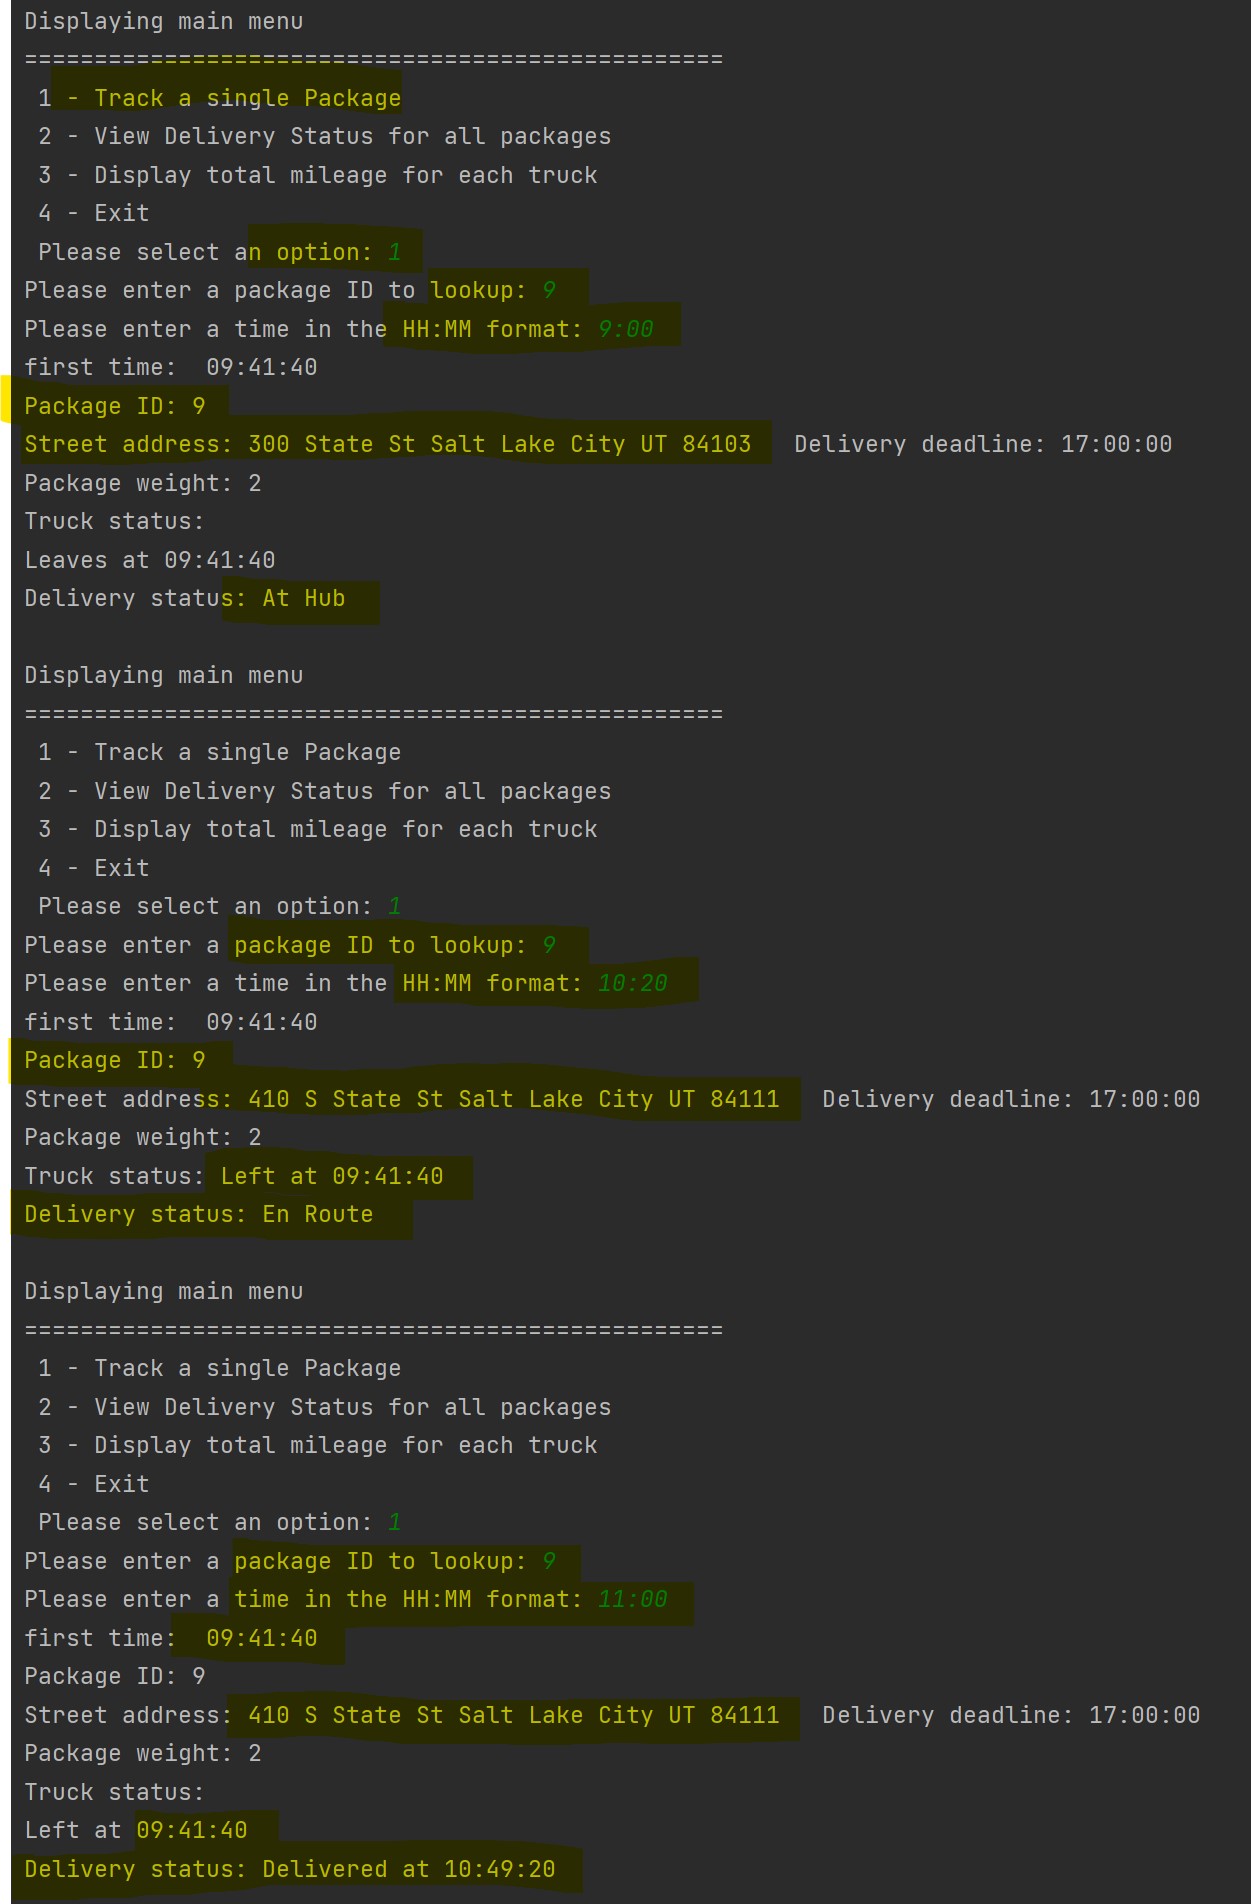 Displaying main menu
==================================================
 1 - Track a single Package
 2 - View Delivery Status for all packages
 3 - Display total mileage for each truck
 4 - Exit
 Please select an option: 1
Please enter a package ID to lookup: 9
Please enter a time in the HH:MM format: 9:00
first time:  09:41:40
Package ID: 9
Street address: 300 State St Salt Lake City UT 84103   Delivery deadline: 17:00:00
Package weight: 2
Truck status:
Leaves at 09:41:40
Delivery status: At Hub
Displaying main menu
==================================================
 1 - Track a single Package
 2 - View Delivery Status for all packages
 3 - Display total mileage for each truck
 4 - Exit
 Please select an option: 1
Please enter a package ID to lookup: 9
Please enter a time in the HH:MM format: 10:20
first time:  09:41:40
Package ID: 9
Street address: 410 S State St Salt Lake City UT 84111   Delivery deadline: 17:00:00
Package weight: 2
Truck status: Left at 09:41:40
Delivery status: En Route
Displaying main menu
==================================================
 1 - Track a single Package
 2 - View Delivery Status for all packages
 3 - Display total mileage for each truck
 4 - Exit
 Please select an option: 1
Please enter a package ID to lookup: 9
Please enter a time in the HH:MM format: 11:00
first time:  09:41:40
Package ID: 9
Street address: 410 S State St Salt Lake City UT 84111   Delivery deadline: 17:00:00
Package weight: 2
Truck status:
Left at 09:41:40
Delivery status: Delivered at 10:49:20